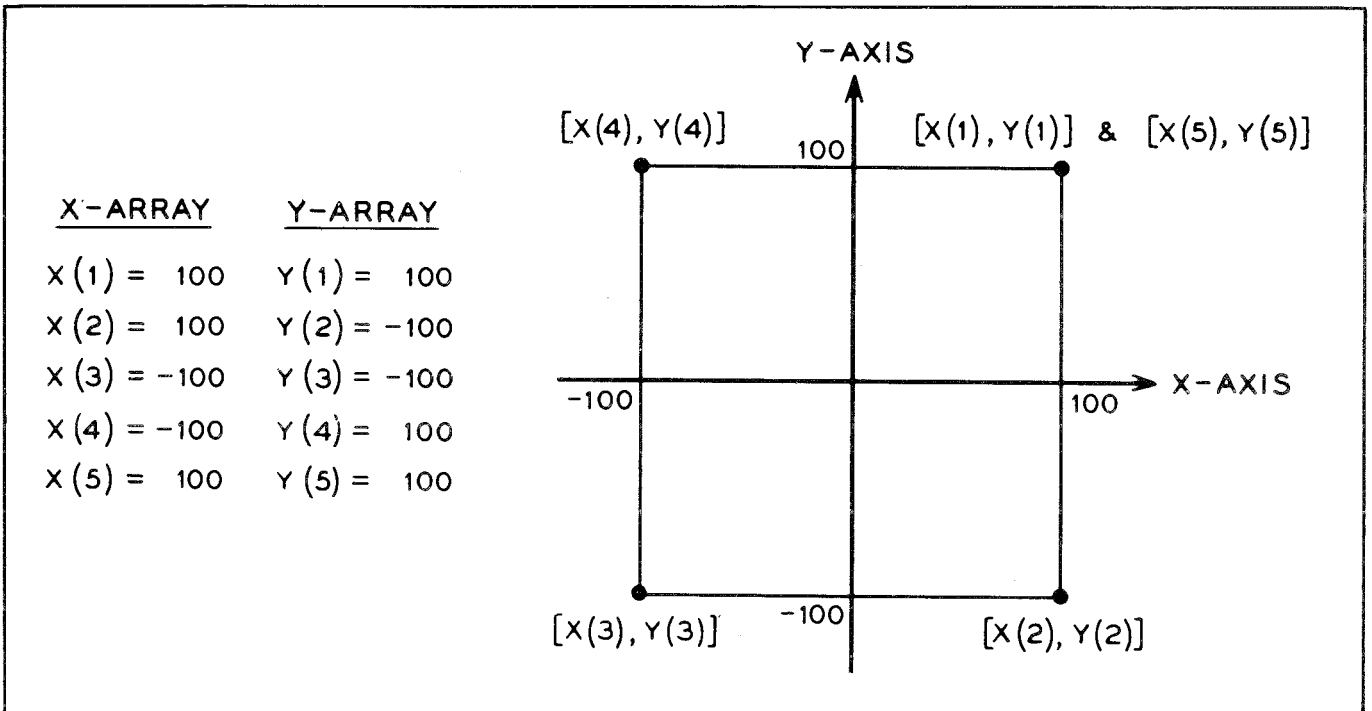 X-ARRAY Y-ARRAY
X(1) = 100 Y(1) = 100
X(2) = 100 Y(2) = -100
X(3) = -100 Y(3) = -100
X(4) = -100 Y(4) = 100
X(5) = 100 Y(5) = 100
Y-AXIS
[X(4), Y(4)] [X(1), Y(1)] & [X(5), Y(5)]
100
-100 100 X-AXIS
-100
[X(3), Y(3)] [X(2), Y(2)]